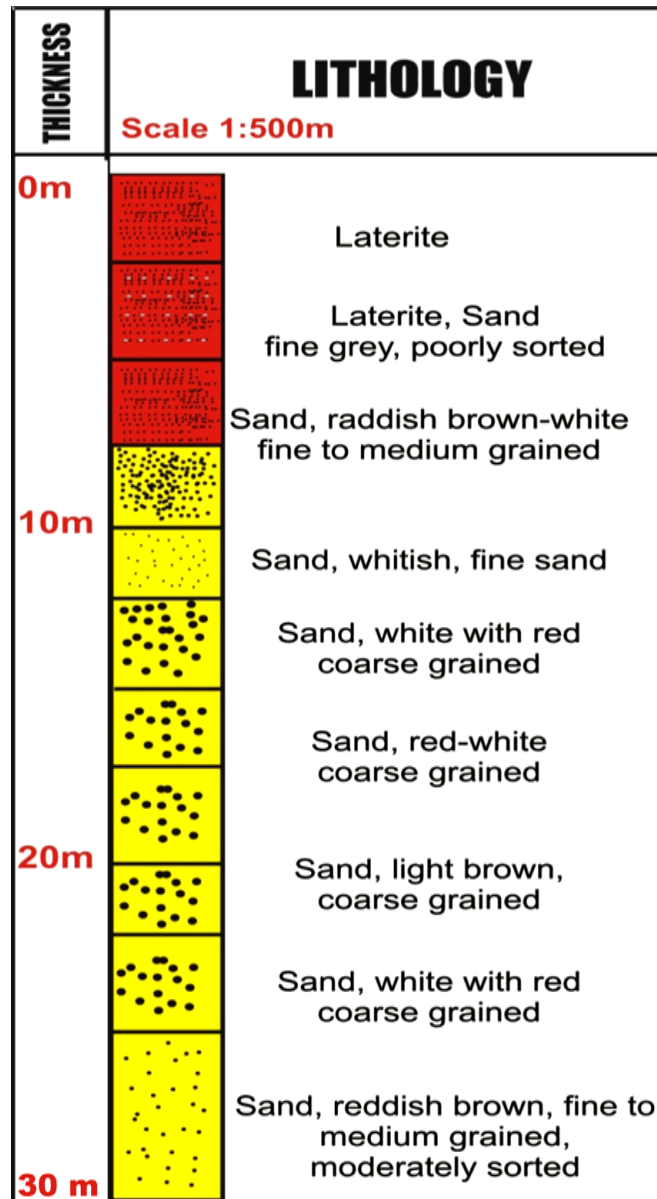 THICKNESS
LITHOLOGY
Scale 1:500m
0m
Laterite
Laterite, Sand
fine grey, poorly sorted
Sand, raddish brown-white
fine to medium grained
10m
Sand, whitish, fine sand
Sand, white with red
coarse grained
Sand, red-white
coarse grained
20m
Sand, light brown,
coarse grained
Sand, white with red
coarse grained
Sand, reddish brown, fine to
medium grained,
moderately sorted
30 m